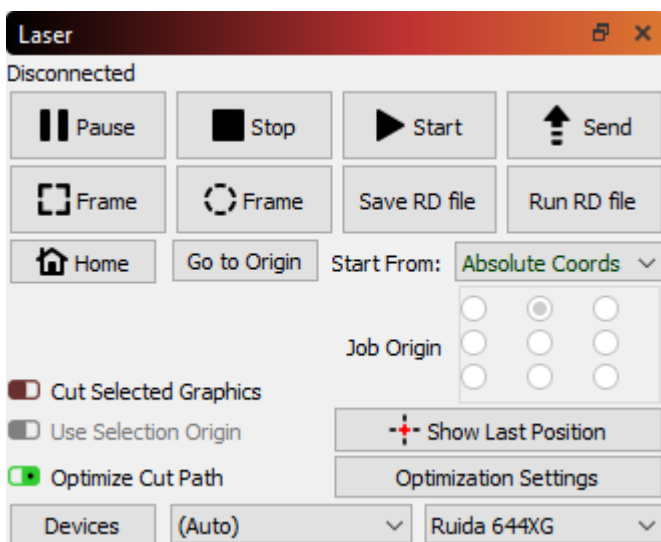 Laser
Disconnected
Pause Stop Start Send
Frame Frame Save RD file Run RD file
Home Go to Origin Start From: Absolute Coords
Job Origin
Cut Selected Graphics
Use Selection Origin Show Last Position
Optimize Cut Path Optimization Settings
Devices (Auto) Ruida 644XG